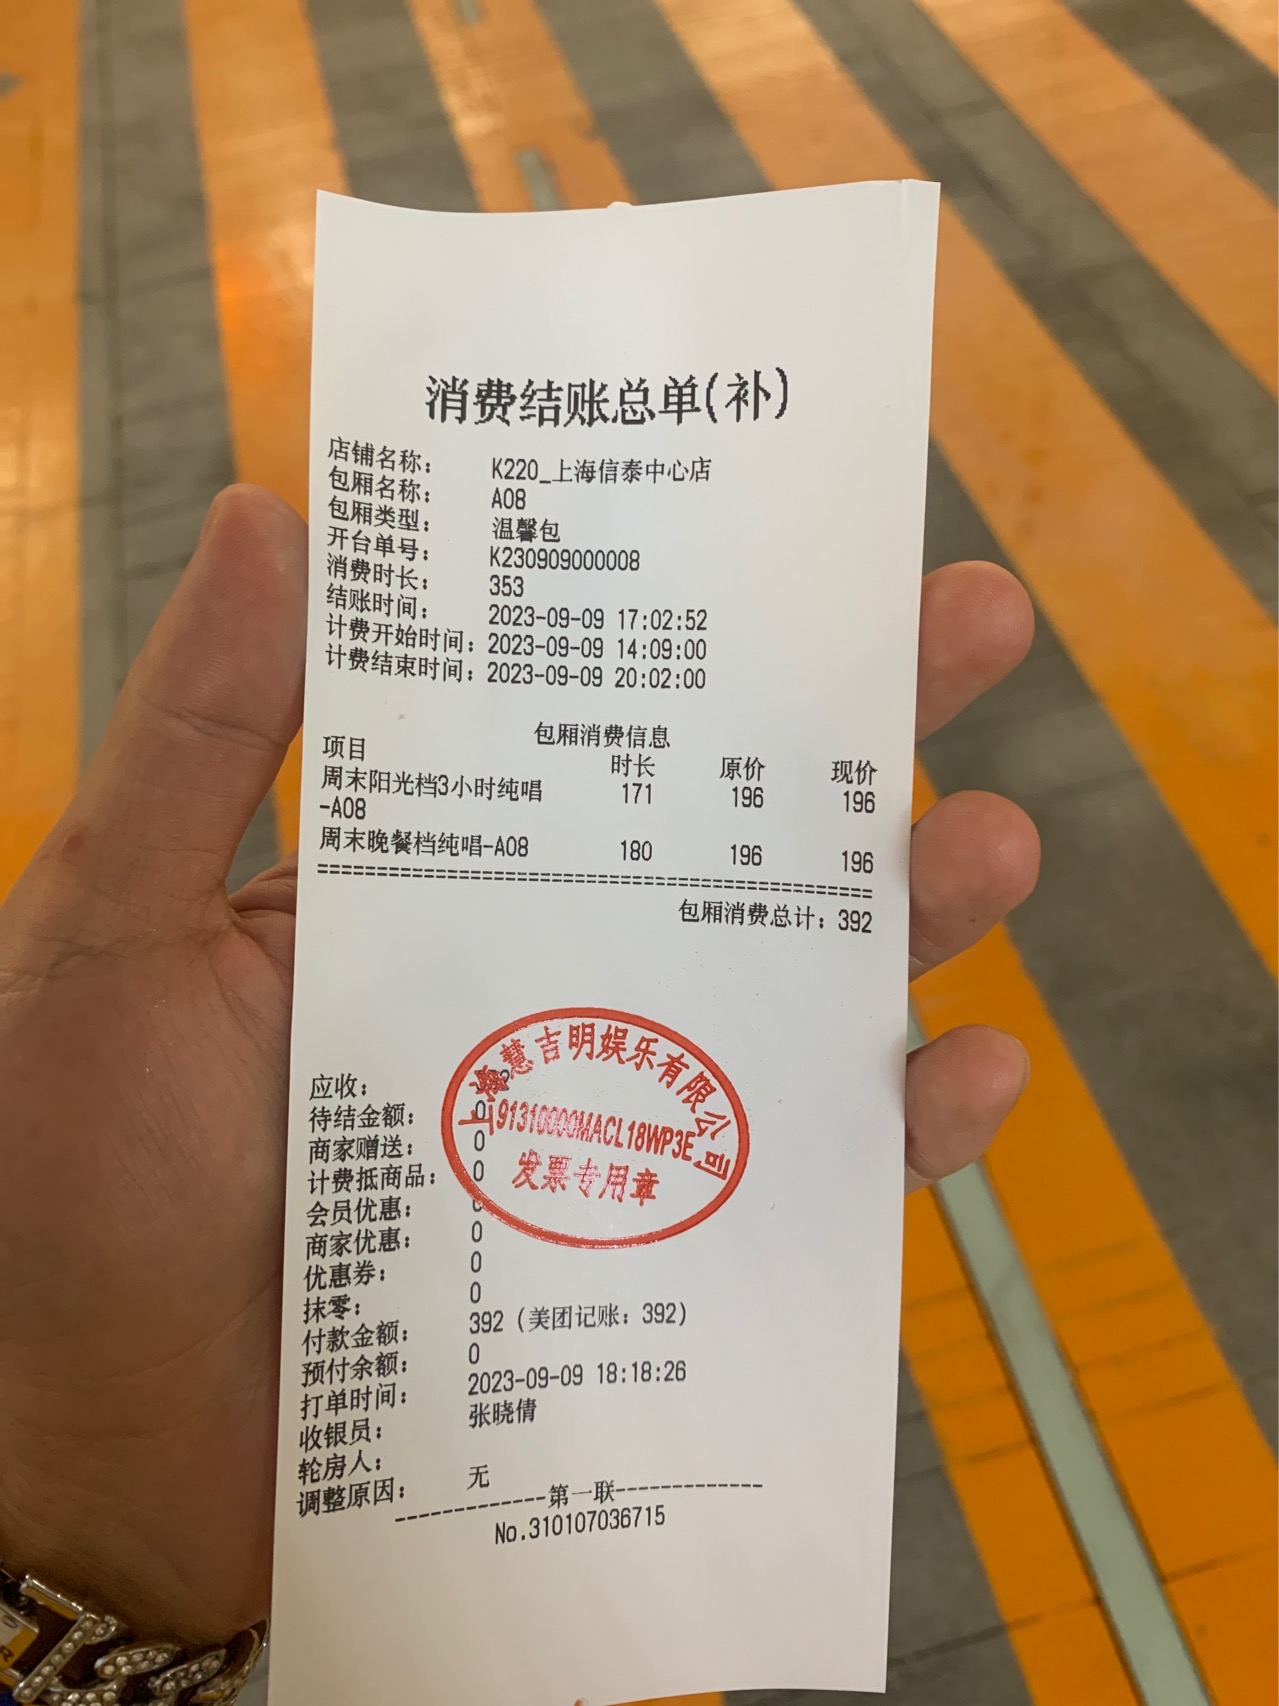 消费结账总单(补)
店铺名称： K220_上海信泰中心店
包厢名称： A08
包厢类型： 温馨包
开台单号： K230909000008
消费时长： 353
结账时间： 2023-09-09 17:02:52
计费开始时间：2023-09-09 14:09:00
计费结束时间：2023-09-09 20:02:00
包厢消费信息
项目 时长 原价 现价
周末阳光档3小时纯唱 171 196 196
-A08
周末晚餐档纯唱-A08 180 196 196
===============================================
包厢消费总计：392
上海慧吉明娱乐有限公司
91310000MACL18WP3E
发票专用章
应收：
待结金额： 0
商家赠送： 0
计费抵商品： 0
会员优惠：
商家优惠： 0
优惠券： 0
抹零： 0
付款金额： 392 (美团记账：392)
预付余额： 0
打单时间： 2023-09-09 18:18:26
收银员： 张晓倩
轮房人：
调整原因： 无
-------------第一联-------------
No.310107036715